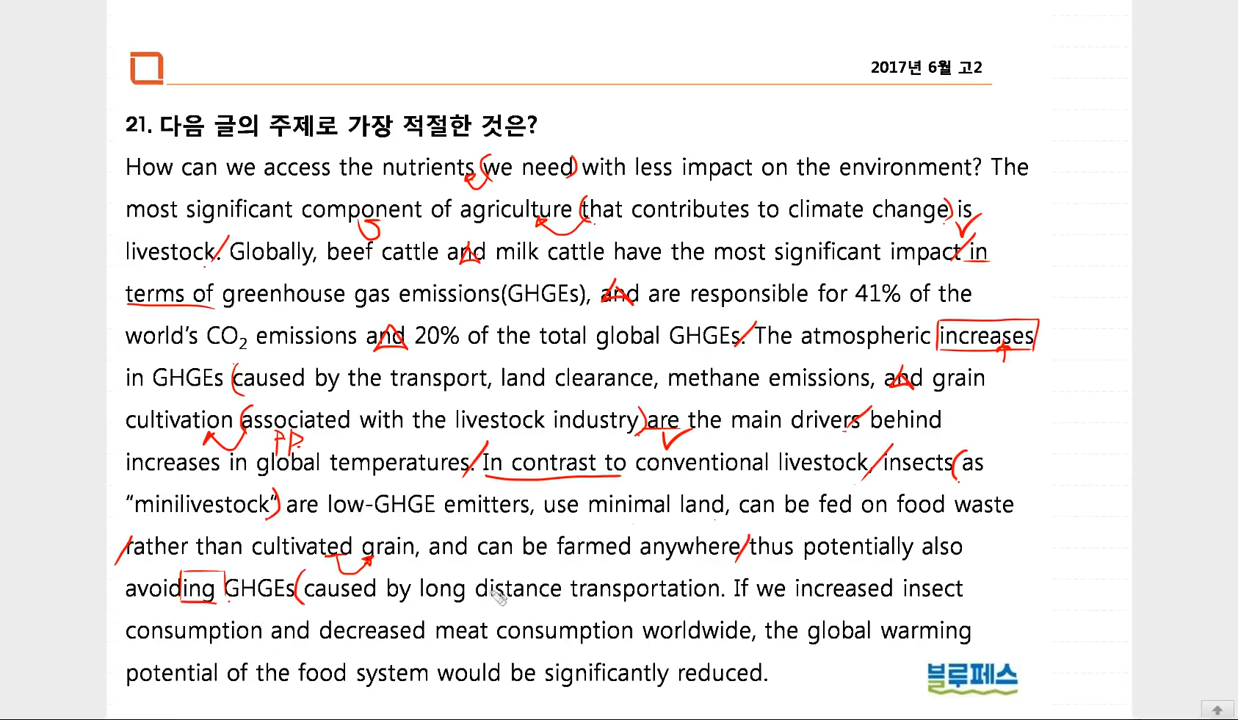 2017년 6월 고2
21. 다음 글의 주제로 가장 적절한 것은?
How can we access the nutrients we need with less impact on the environment? The
most significant component of agriculture that contributes to climate change is
livestock. Globally, beef cattle and milk cattle have the most significant impact in
terms of greenhouse gas emissions(GHGEs), and are responsible for 41% of the
world's CO₂ emissions and 20% of the total global GHGEs. The atmospheric increases
in GHGEs caused by the transport, land clearance, methane emissions, and grain
cultivation associated with the livestock industry are the main drivers behind
PP.
increases in global temperatures. In contrast to conventional livestock, insects as
“minilivestock“ are low-GHGE emitters, use minimal land, can be fed on food waste
rather than cultivated grain, and can be farmed anywhere thus potentially also
avoiding GHGEs caused by long distance transportation. If we increased insect
consumption and decreased meat consumption worldwide, the global warming
potential of the food system would be significantly reduced.
블루페스